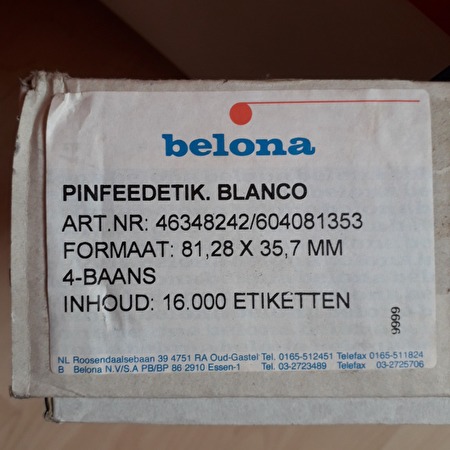 belona
PINFEEDETIK. BLANCO
ART.NR: 46348242/604081353
FORMAAT: 81,28 X 35,7 MM
4-BAANS
INHOUD: 16.000 ETIKETTEN
9999
NL Roosendaalsebaan 39 4751 RA Oud-Gastel Tel. 0165-512451 Telefax 0165-511824
B Belona N.V/S.A PB/BP 86 2910 Essen-1 Tel. 03-2723489 Telefax 03-2725706